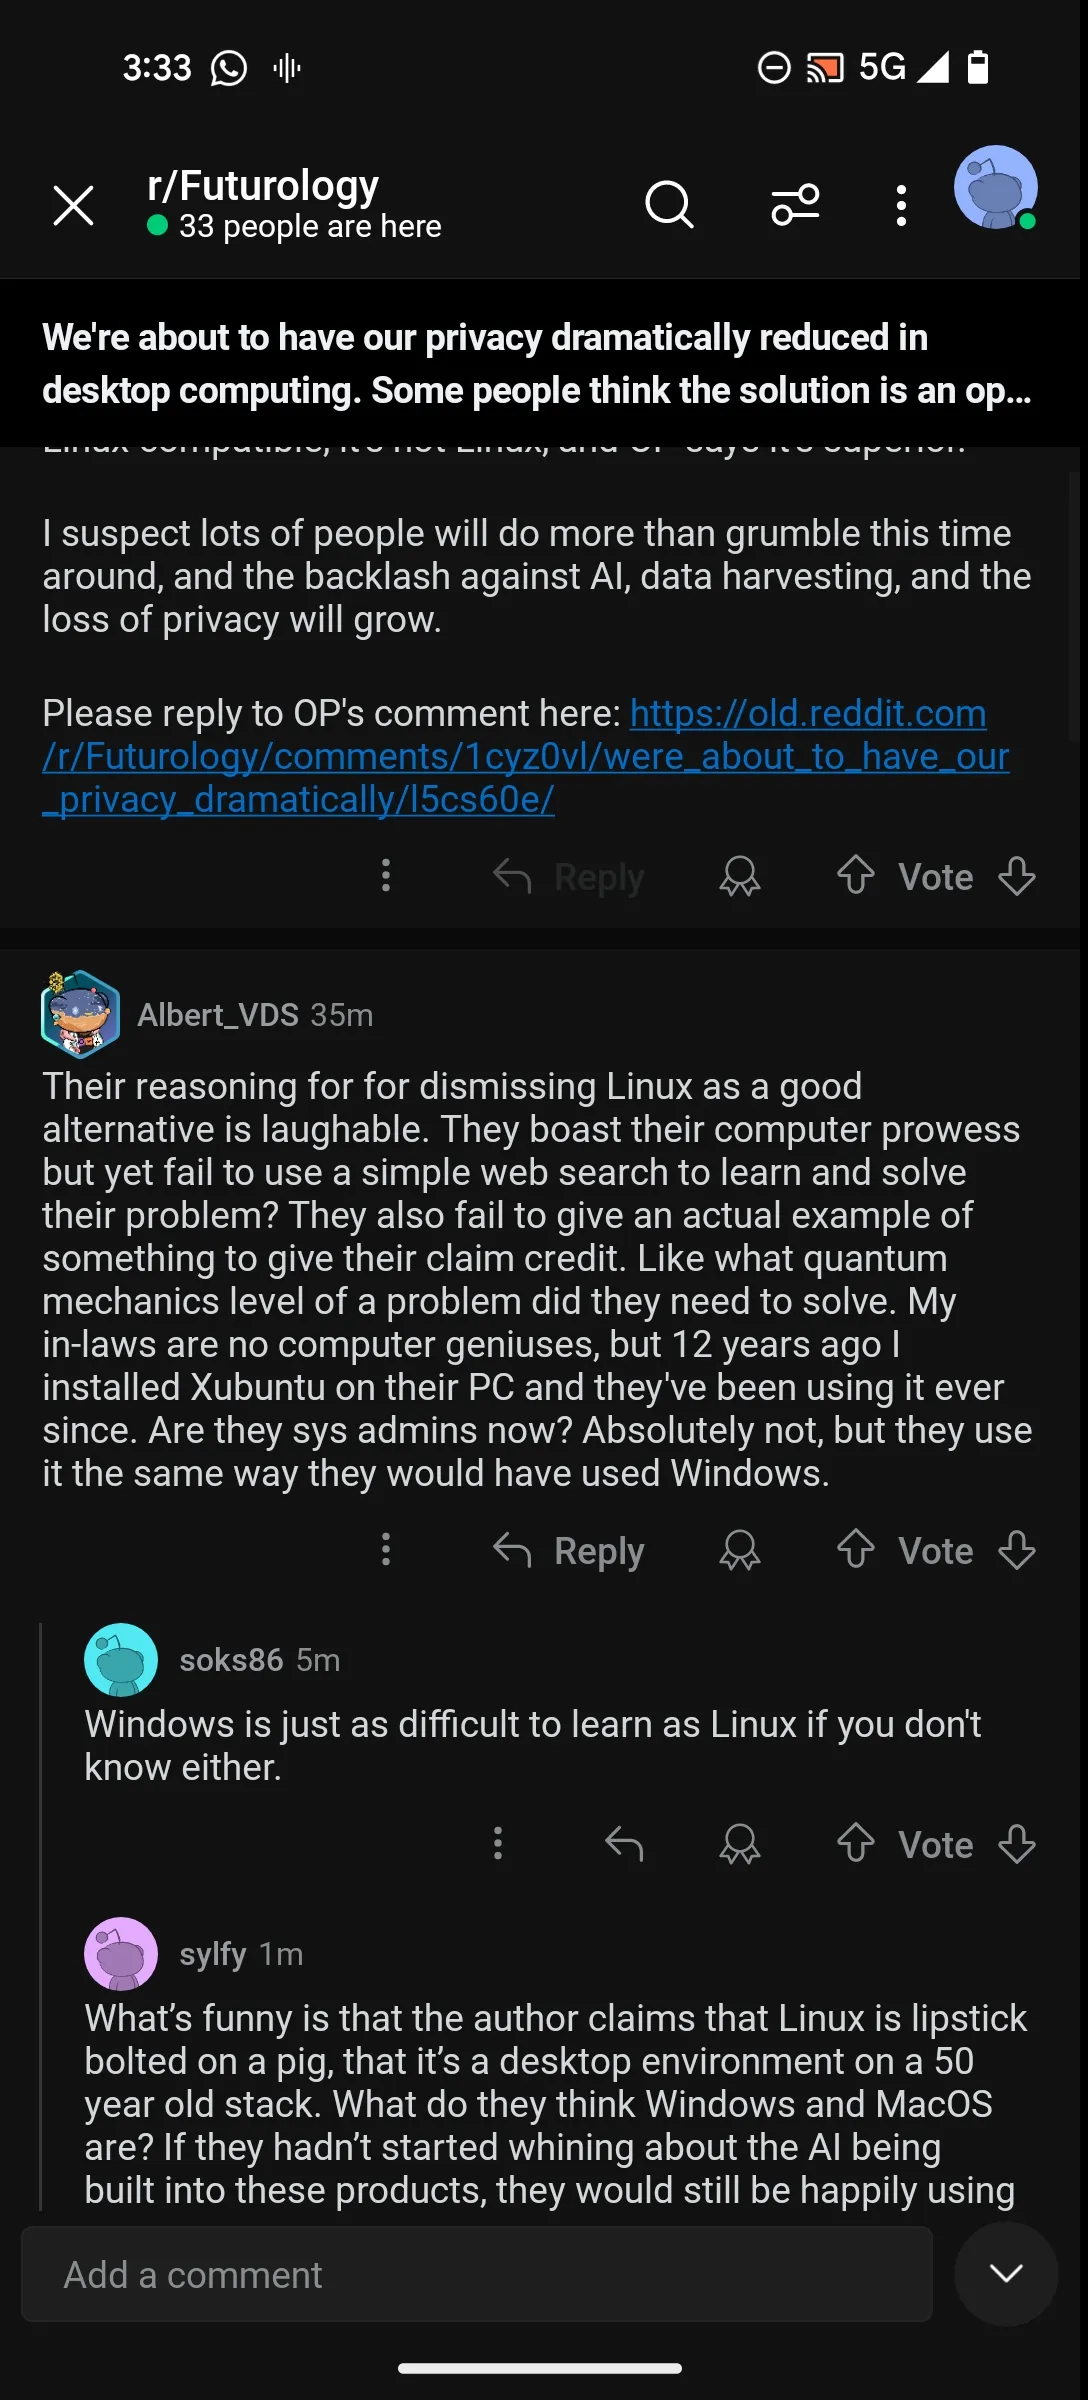 3:33 5G
r/Futurology
33 people are here
We're about to have our privacy dramatically reduced in
desktop computing. Some people think the solution is an op...
Linux compatible, it's not Linux, and OP says it's superior.
I suspect lots of people will do more than grumble this time
around, and the backlash against AI, data harvesting, and the
loss of privacy will grow.
Please reply to OP's comment here: https://old.reddit.com
/r/Futurology/comments/1cyz0vl/were_about_to_have_our
_privacy_dramatically/l5cs60e/
Reply Vote
Albert_VDS 35m
Their reasoning for for dismissing Linux as a good
alternative is laughable. They boast their computer prowess
but yet fail to use a simple web search to learn and solve
their problem? They also fail to give an actual example of
something to give their claim credit. Like what quantum
mechanics level of a problem did they need to solve. My
in-laws are no computer geniuses, but 12 years ago I
installed Xubuntu on their PC and they've been using it ever
since. Are they sys admins now? Absolutely not, but they use
it the same way they would have used Windows.
Reply Vote
soks86 5m
Windows is just as difficult to learn as Linux if you don't
know either.
Vote
sylfy 1m
What’s funny is that the author claims that Linux is lipstick
bolted on a pig, that it’s a desktop environment on a 50
year old stack. What do they think Windows and MacOS
are? If they hadn’t started whining about the AI being
built into these products, they would still be happily using
Add a comment